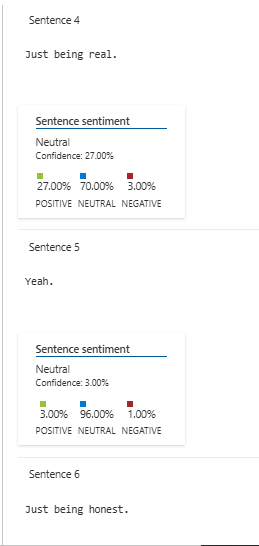 Sentence 4
Just being real.
Sentence sentiment
Neutral
Confidence: 27.00%
27.00% 70.00% 3.00%
POSITIVE NEUTRAL NEGATIVE
Sentence 5
Yeah.
Sentence sentiment
Neutral
Confidence: 3.00%
3.00% 96.00% 1.00%
POSITIVE NEUTRAL NEGATIVE
Sentence 6
Just being honest.